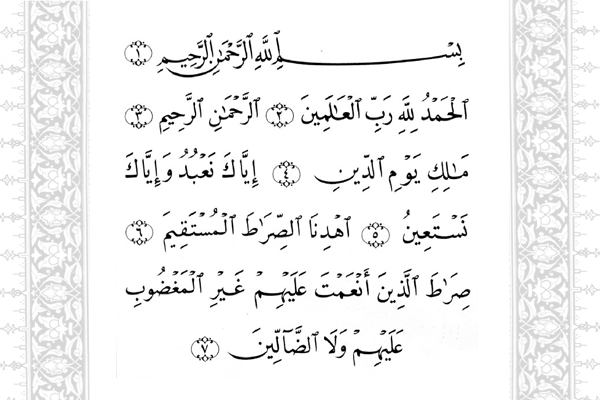 بِسْمِ ٱللَّهِ ٱلرَّحْمَٰنِ ٱلرَّحِيمِ ١
ٱلْحَمْدُ لِلَّهِ رَبِّ ٱلْعَٰلَمِينَ ٢ ٱلرَّحْمَٰنِ ٱلرَّحِيمِ ٣
مَٰلِكِ يَوْمِ ٱلدِّينِ ٤ إِيَّاكَ نَعْبُدُ وَإِيَّاكَ
نَسْتَعِينُ ٥ ٱهْدِنَا ٱلصِّرَٰطَ ٱلْمُسْتَقِيمَ ٦
صِرَٰطَ ٱلَّذِينَ أَنْعَمْتَ عَلَيْهِمْ غَيْرِ ٱلْمَغْضُوبِ
عَلَيْهِمْ وَلَا ٱلضَّآلِّينَ ٧